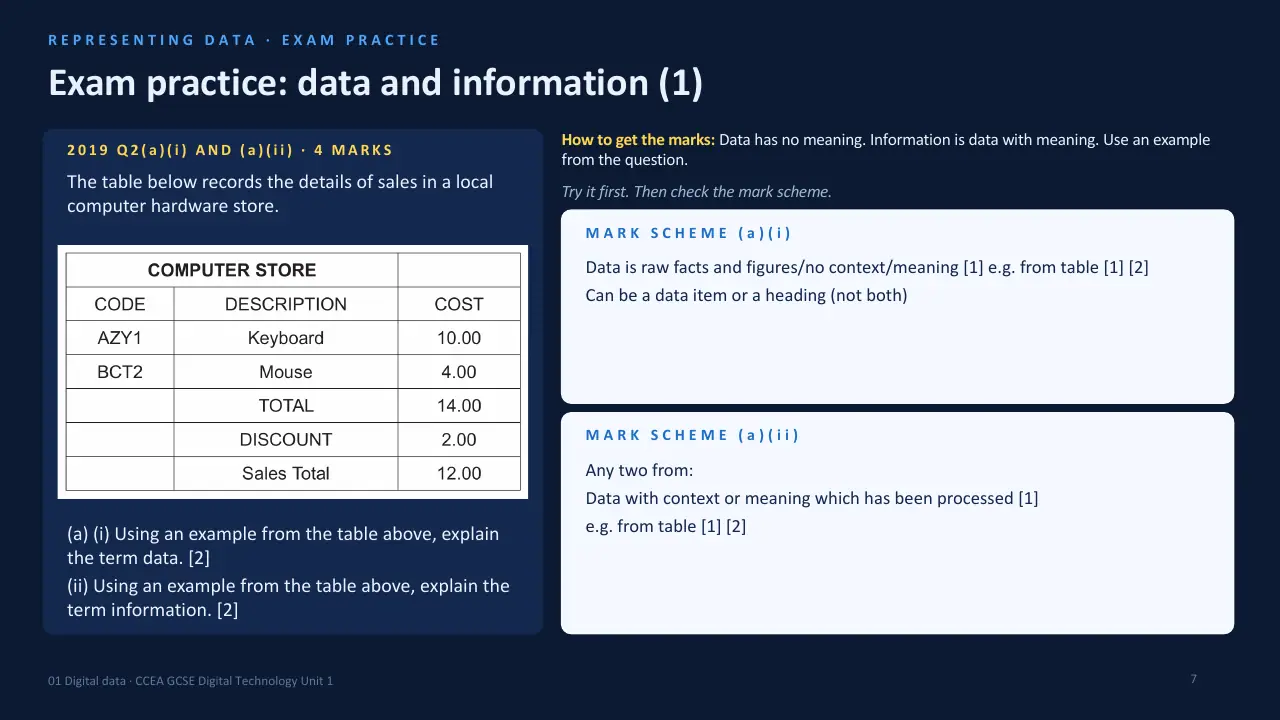 REPRESENTING DATA · EXAM PRACTICE
Exam practice: data and information (1)
2019 Q2(a)(i) AND (a)(ii) · 4 MARKS
The table below records the details of sales in a local
computer hardware store.
COMPUTER STORE
CODE DESCRIPTION COST
AZY1 Keyboard 10.00
BCT2 Mouse 4.00
TOTAL 14.00
DISCOUNT 2.00
Sales Total 12.00
(a) (i) Using an example from the table above, explain
the term data. [2]
(ii) Using an example from the table above, explain the
term information. [2]
How to get the marks: Data has no meaning. Information is data with meaning. Use an example
from the question.
Try it first. Then check the mark scheme.
MARK SCHEME (a)(i)
Data is raw facts and figures/no context/meaning [1] e.g. from table [1] [2]
Can be a data item or a heading (not both)
MARK SCHEME (a)(ii)
Any two from:
Data with context or meaning which has been processed [1]
e.g. from table [1] [2]
01 Digital data · CCEA GCSE Digital Technology Unit 1
7